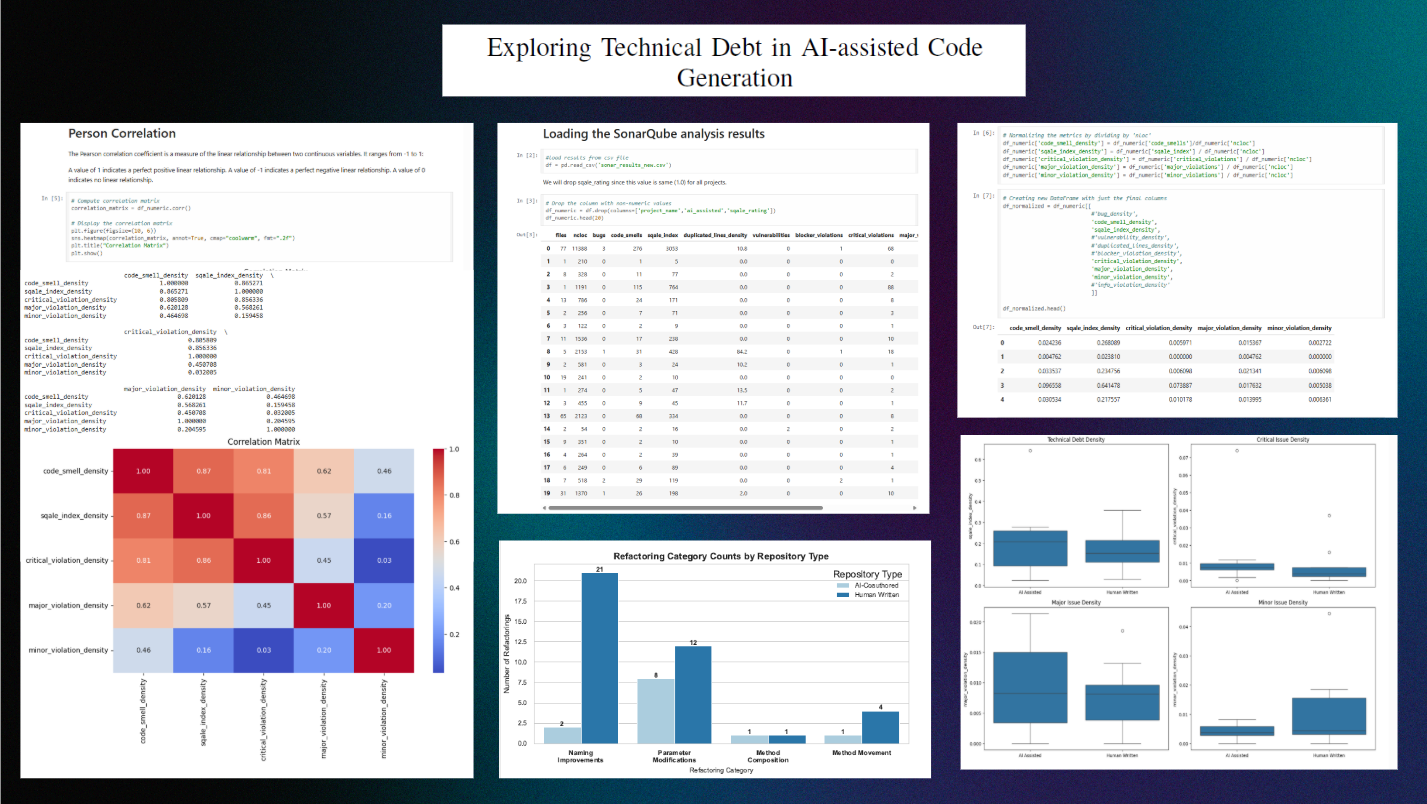 Exploring Technical Debt in AI-assisted Code
Generation
Person Correlation
The Pearson correlation coefficient is a measure of the linear relationship between two continuous variables. It ranges from -1 to 1:
A value of 1 indicates a perfect positive linear relationship. A value of -1 indicates a perfect negative linear relationship. A value of 0
indicates no linear relationship.
In [5]:
# Compute correlation matrix
correlation_matrix = df_numeric.corr()
# Display the correlation matrix
plt.figure(figsize=(10, 6))
sns.heatmap(correlation_matrix, annot=True, cmap="coolwarm", fmt=".2f")
plt.title("Correlation Matrix")
plt.show()
code_smell_density sqale_index_density \
code_smell_density 1.000000 0.865271
sqale_index_density 0.865271 1.000000
critical_violation_density 0.805809 0.856336
major_violation_density 0.620128 0.568261
minor_violation_density 0.464698 0.159458
critical_violation_density \
code_smell_density 0.805809
sqale_index_density 0.856336
critical_violation_density 1.000000
major_violation_density 0.450708
minor_violation_density 0.032005
major_violation_density minor_violation_density
code_smell_density 0.620128 0.464698
sqale_index_density 0.568261 0.159458
critical_violation_density 0.450708 0.032005
major_violation_density 1.000000 0.204595
minor_violation_density 0.204595 1.000000
Correlation Matrix
code_smell_density 1.00 0.87 0.81 0.62 0.46
sqale_index_density 0.87 1.00 0.86 0.57 0.16
critical_violation_density 0.81 0.86 1.00 0.45 0.03
major_violation_density 0.62 0.57 0.45 1.00 0.20
minor_violation_density 0.46 0.16 0.03 0.20 1.00
code_smell_density
sqale_index_density
critical_violation_density
major_violation_density
minor_violation_density
1.0
0.8
0.6
0.4
0.2
Loading the SonarQube analysis results
In [2]:
#Load results from csv file
df = pd.read_csv('sonar_results_new.csv')
We will drop sqale_rating since this value is same (1.0) for all projects.
In [3]:
# Drop the column with non-numeric values
df_numeric = df.drop(columns=['project_name','ai_assisted','sqale_rating'])
df_numeric.head(20)
Out[3]:
files ncloc bugs code_smells sqale_index duplicated_lines_density vulnerabilities blocker_violations critical_violations major_
0 77 11388 3 276 3053 10.8 0 1 68
1 1 210 0 1 5 0.0 0 0 0
2 8 328 0 11 77 0.0 0 0 2
3 1 1191 0 115 764 0.0 0 0 88
4 13 786 0 24 171 0.0 0 0 8
5 2 256 0 7 71 0.0 0 0 2
6 3 122 0 2 9 0.0 0 0 1
7 11 1536 0 17 238 0.0 0 0 10
8 3 2133 1 31 428 84.2 0 1 18
9 2 581 0 3 24 10.2 0 0 1
10 19 241 0 2 10 0.0 0 0 0
11 1 274 0 5 47 13.5 0 0 2
12 3 455 0 9 45 11.7 0 0 1
13 65 2123 0 68 334 0.0 0 0 8
14 2 54 0 2 16 0.0 2 0 0
15 9 351 0 2 10 0.0 0 0 1
16 4 264 0 2 39 0.0 0 0 1
17 6 249 0 6 89 0.0 0 0 4
18 7 518 2 29 119 0.0 0 2 1
19 31 1370 1 26 198 2.0 0 0 10
Refactoring Category Counts by Repository Type
Repository Type
AI-Coauthored
Human Written
Number of Refactorings
20.0
17.5
15.0
12.5
10.0
7.5
5.0
2.5
0.0
2 21 8 12 1 1 1 4
Naming Parameter Method Method Movement
Improvements Modifications Composition
Refactoring Category
In [6]:
# Normalizing the metrics by dividing by 'ncloc'
df_numeric['code_smell_density'] = df_numeric['code_smells']/df_numeric['ncloc']
df_numeric['sqale_index_density'] = df_numeric['sqale_index'] / df_numeric['ncloc']
df_numeric['critical_violation_density'] = df_numeric['critical_violations'] / df_numeric['ncloc']
df_numeric['major_violation_density'] = df_numeric['major_violations'] / df_numeric['ncloc']
df_numeric['minor_violation_density'] = df_numeric['minor_violations'] / df_numeric['ncloc']
In [7]:
# Creating new DataFrame with just the final columns
df_normalized = df_numeric[[
#'bug_density',
'code_smell_density',
'sqale_index_density',
#'vulnerability_density',
#'duplicated_lines_density',
#'blocker_violation_density',
'critical_violation_density',
'major_violation_density',
'minor_violation_density',
#'info_violation_density'
]]
df_normalized.head()
Out[7]:
code_smell_density sqale_index_density critical_violation_density major_violation_density minor_violation_density
0 0.024236 0.268089 0.005971 0.015367 0.002722
1 0.004762 0.023810 0.000000 0.004762 0.000000
2 0.033537 0.234756 0.006098 0.021341 0.006098
3 0.096558 0.641478 0.073887 0.017632 0.005038
4 0.030534 0.217557 0.010178 0.013995 0.006361
Technical Debt Density
sqale_index_density
0.6
0.5
0.4
0.3
0.2
0.1
0.0
AI Assisted Human Written
Critical Issue Density
critical_violation_density
0.07
0.06
0.05
0.04
0.03
0.02
0.01
0.00
AI Assisted Human Written
Major Issue Density
major_violation_density
0.020
0.015
0.010
0.005
0.000
AI Assisted Human Written
Minor Issue Density
minor_violation_density
0.04
0.03
0.02
0.01
0.00
AI Assisted Human Written